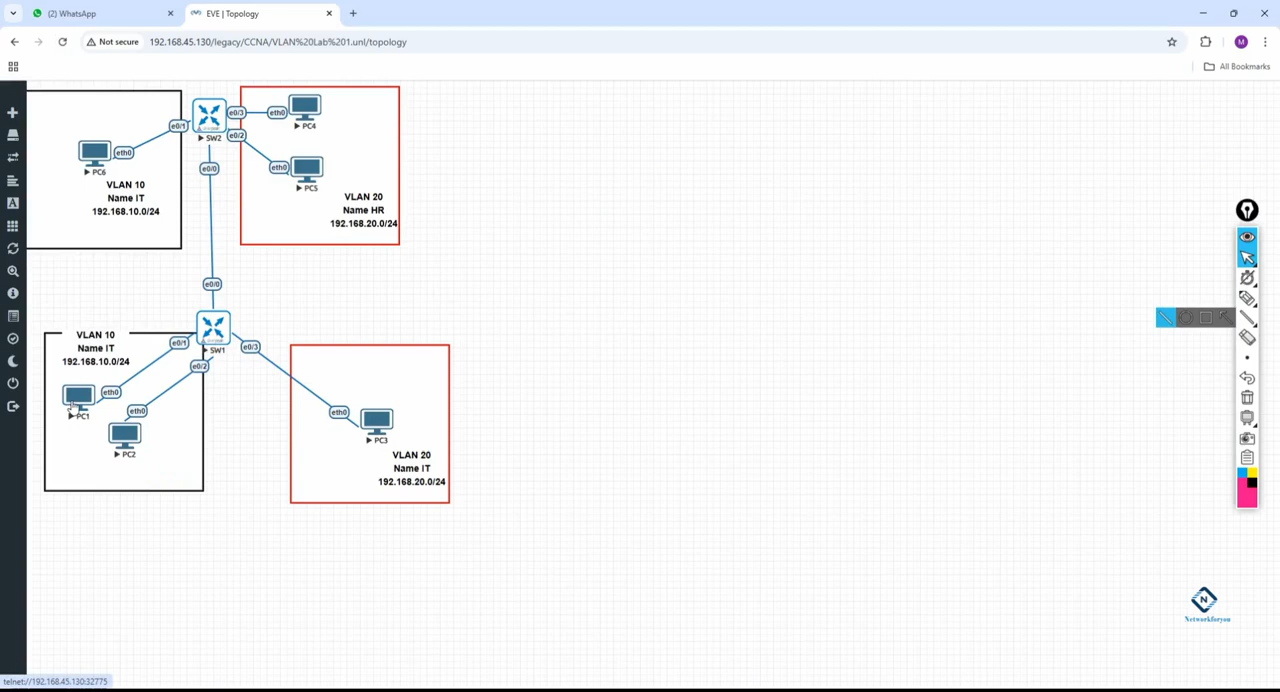 (2) WhatsApp
EVE | Topology
Not secure
192.168.45.130/legacy/CCNA/VLAN%20Lab%201.unl/topology
M
All Bookmarks
e0/1
SW2
e0/3
eth0
PC4
e0/2
eth0
PC6
eth0
PC5
e0/0
VLAN 10
Name IT
192.168.10.0/24
VLAN 20
Name HR
192.168.20.0/24
e0/0
VLAN 10
Name IT
192.168.10.0/24
e0/1
SW1
e0/3
e0/2
eth0
PC1
eth0
PC2
eth0
PC3
VLAN 20
Name IT
192.168.20.0/24
N
Networkforyou
telnet://192.168.45.130:32775